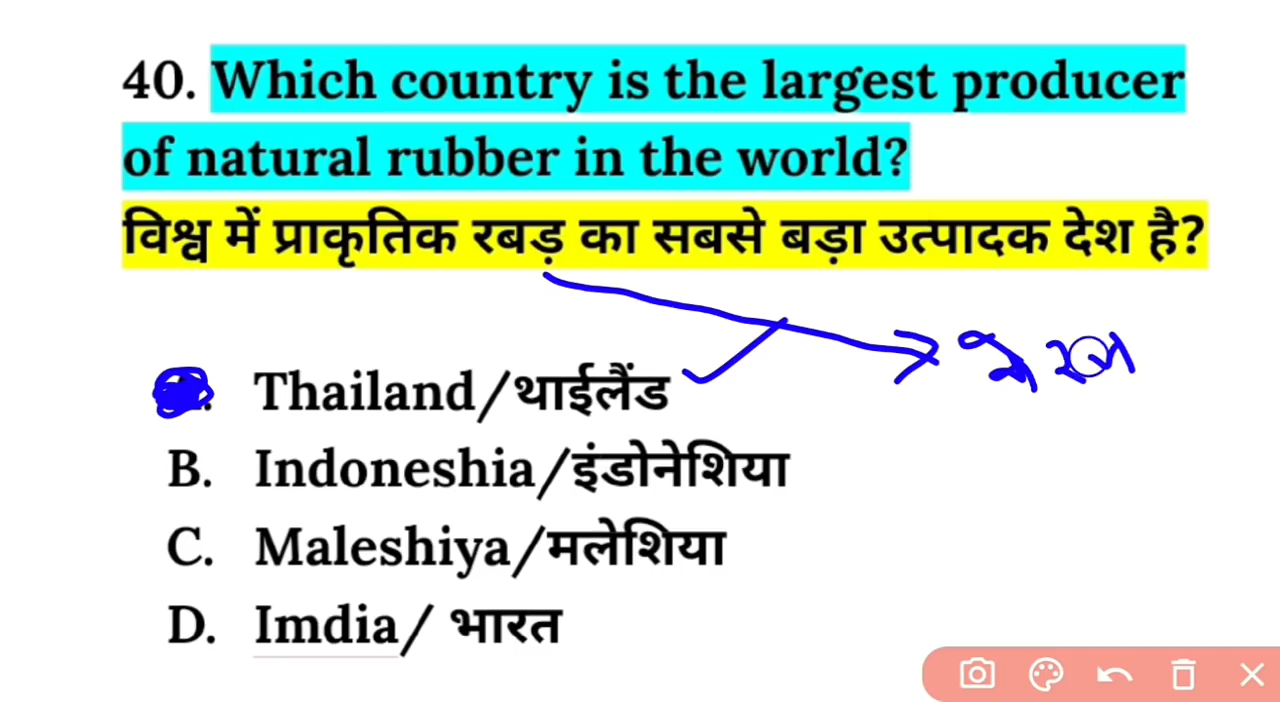 40. Which country is the largest producer
of natural rubber in the world?
विश्व में प्राकृतिक रबड़ का सबसे बड़ा उत्पादक देश है?
Thailand/थाईलैंड
B. Indoneshia/इंडोनेशिया
C. Maleshiya/मलेशिया
D. Imdia/ भारत